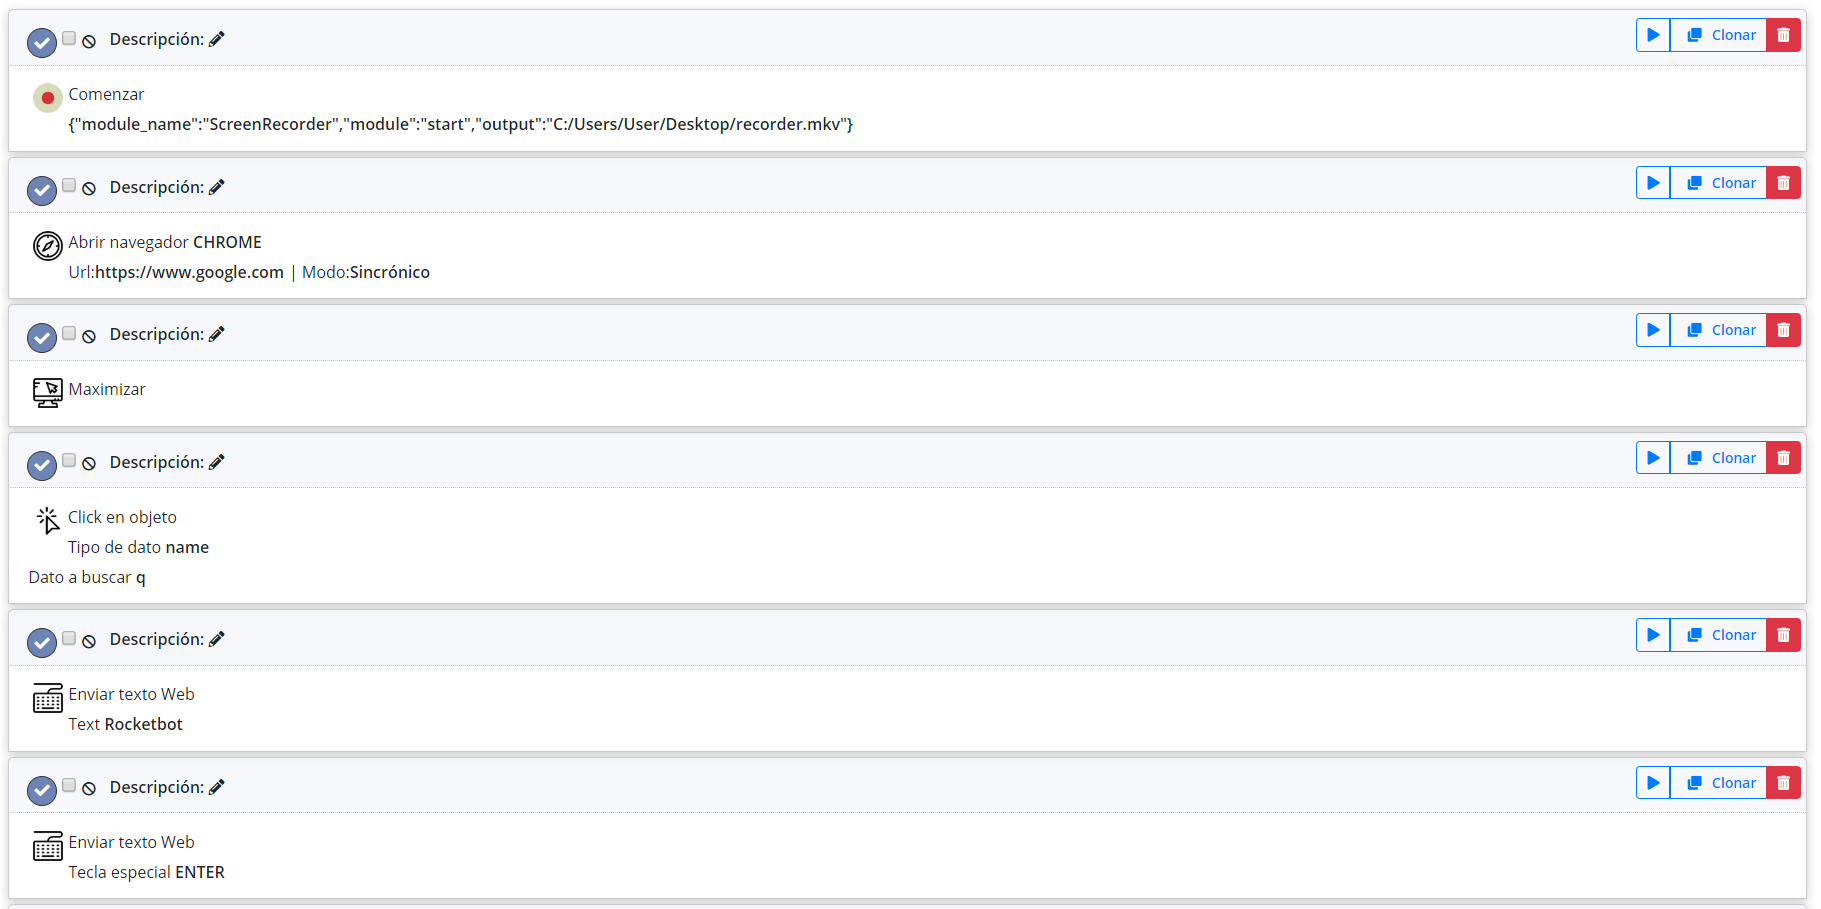 Descripción:
Clonar
Comenzar
{"module_name":"ScreenRecorder","module":"start","output":"C:/Users/User/Desktop/recorder.mkv"}
Descripción:
Clonar
Abrir navegador CHROME
Url:https://www.google.com | Modo:Sincrónico
Descripción:
Clonar
Maximizar
Descripción:
Clonar
Click en objeto
Tipo de dato name
Dato a buscar q
Descripción:
Clonar
Enviar texto Web
Text Rocketbot
Descripción:
Clonar
Enviar texto Web
Tecla especial ENTER